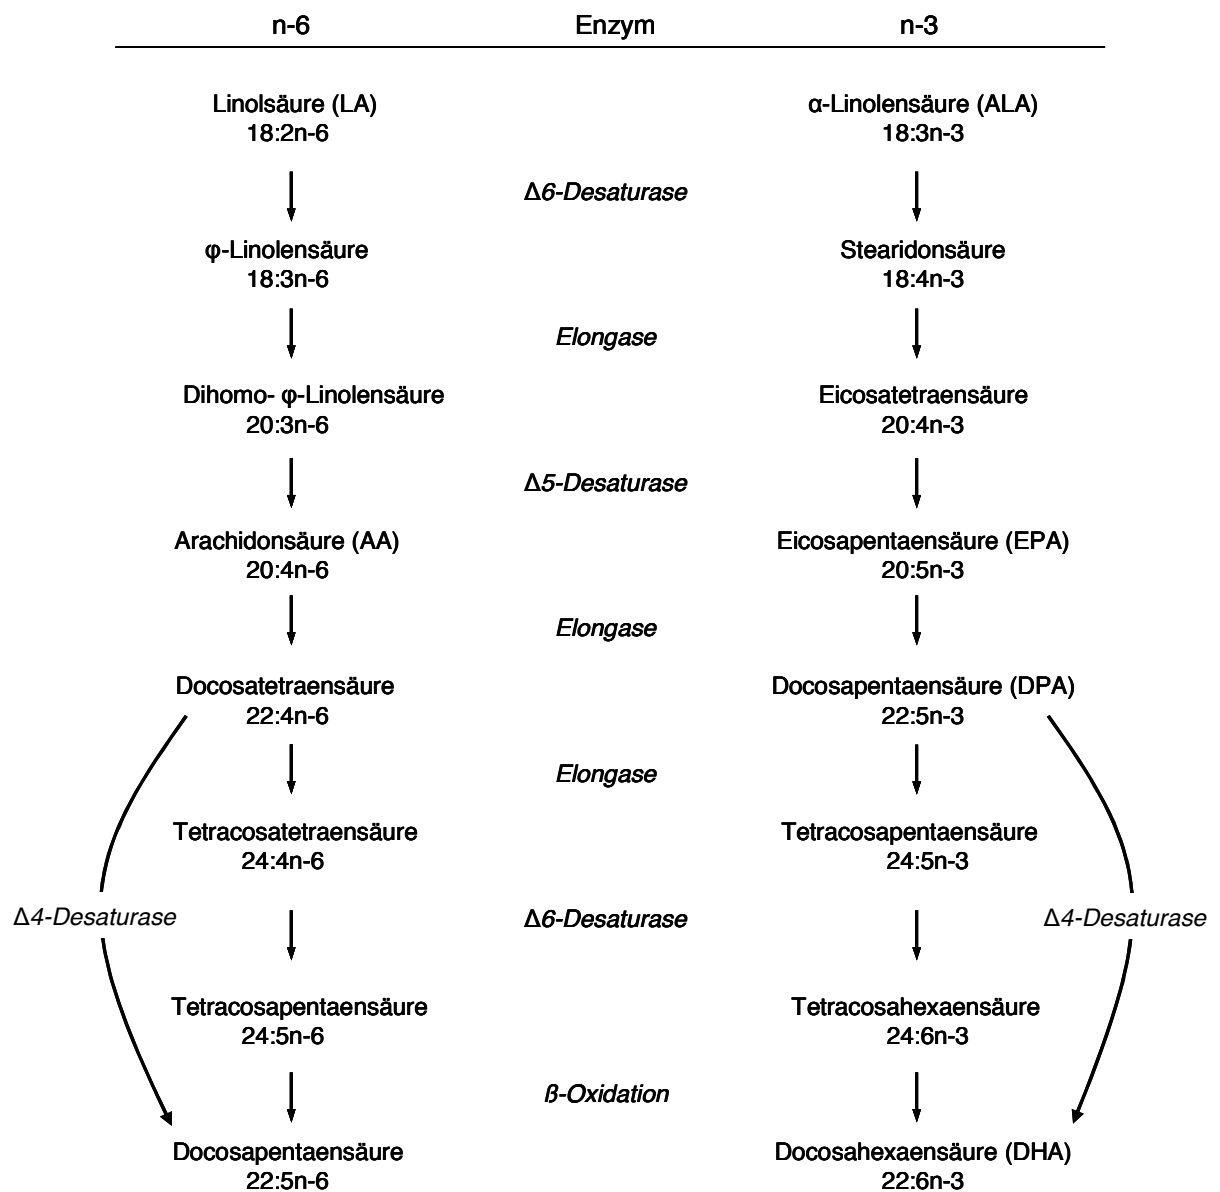 n-6 Enzym n-3
Linolsäure (LA) α-Linolensäure (ALA)
18:2n-6 18:3n-3
Δ6-Desaturase
φ-Linolensäure Stearidonsäure
18:3n-6 18:4n-3
Elongase
Dihomo- φ-Linolensäure Eicosatetraensäure
20:3n-6 20:4n-3
Δ5-Desaturase
Arachidonsäure (AA) Eicosapentaensäure (EPA)
20:4n-6 20:5n-3
Elongase
Docosatetraensäure Docosapentaensäure (DPA)
22:4n-6 22:5n-3
Elongase
Tetracosatetraensäure Tetracosapentaensäure
24:4n-6 24:5n-3
Δ4-Desaturase Δ6-Desaturase Δ4-Desaturase
Tetracosapentaensäure Tetracosahexaensäure
24:5n-6 24:6n-3
ß-Oxidation
Docosapentaensäure Docosahexaensäure (DHA)
22:5n-6 22:6n-3